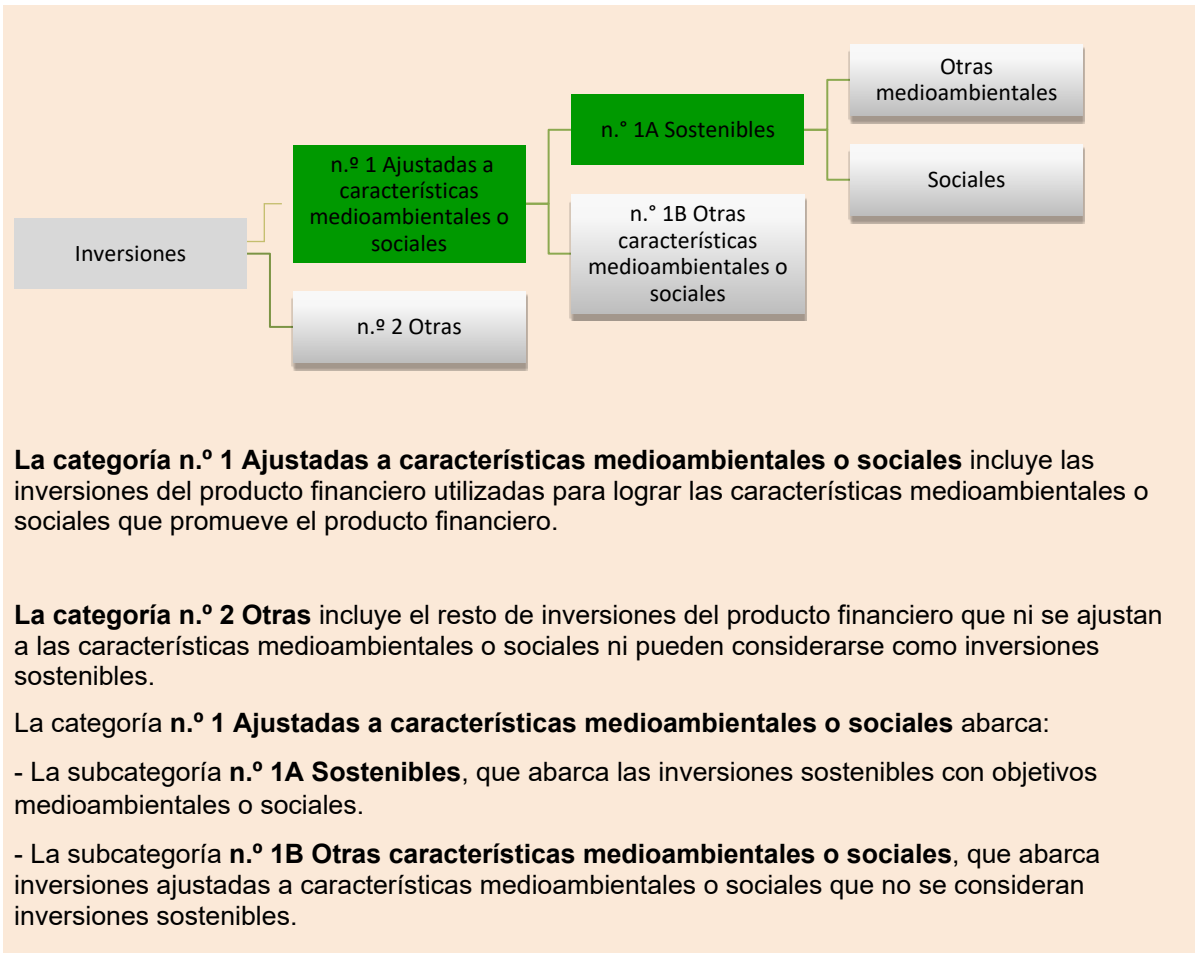 Inversiones
n.º 1 Ajustadas a
características
medioambientales o
sociales
n.º 2 Otras
n.° 1A Sostenibles
n.° 1B Otras
características
medioambientales o
sociales
Otras
medioambientales
Sociales
La categoría n.º 1 Ajustadas a características medioambientales o sociales incluye las
inversiones del producto financiero utilizadas para lograr las características medioambientales o
sociales que promueve el producto financiero.
La categoría n.º 2 Otras incluye el resto de inversiones del producto financiero que ni se ajustan
a las características medioambientales o sociales ni pueden considerarse como inversiones
sostenibles.
La categoría n.º 1 Ajustadas a características medioambientales o sociales abarca:
- La subcategoría n.º 1A Sostenibles, que abarca las inversiones sostenibles con objetivos
medioambientales o sociales.
- La subcategoría n.º 1B Otras características medioambientales o sociales, que abarca
inversiones ajustadas a características medioambientales o sociales que no se consideran
inversiones sostenibles.